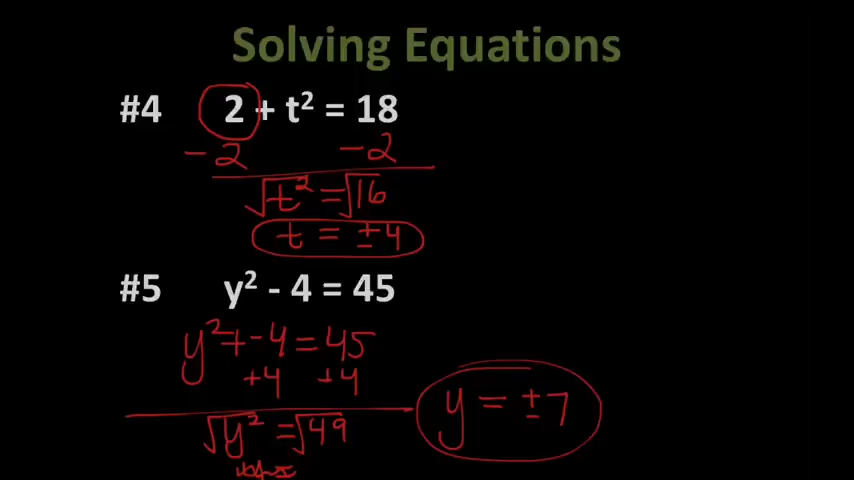 Solving Equations
#4 2 + t² = 18
-2 -2
√t² = √16
t = ±4
#5 y² - 4 = 45
y² + -4 = 45
+4 +4
√y² = √49
y = ±7